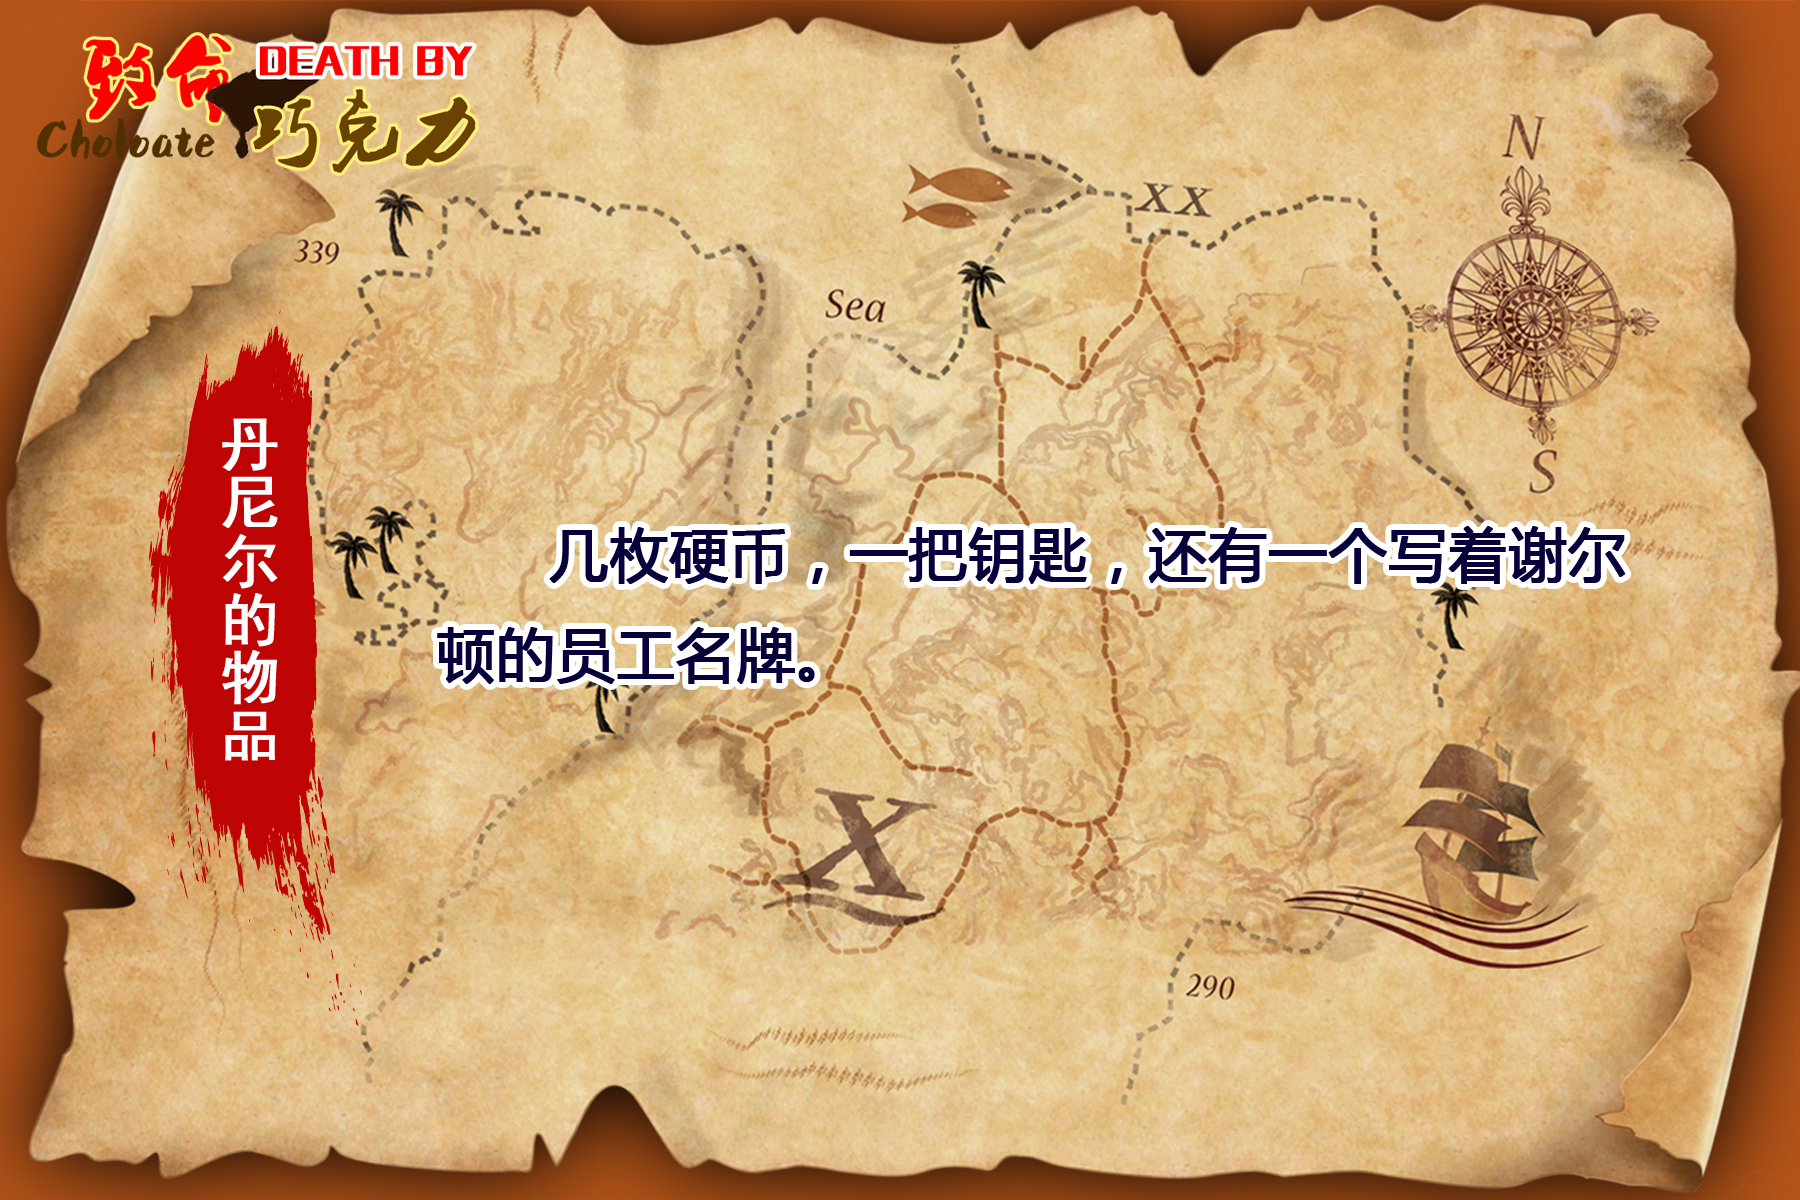 致命 DEATH BY
Choloate 巧克力
N
XX
339
Sea
S
丹尼尔的物品
几枚硬币，一把钥匙，还有一个写着谢尔
顿的员工名牌。
X
290